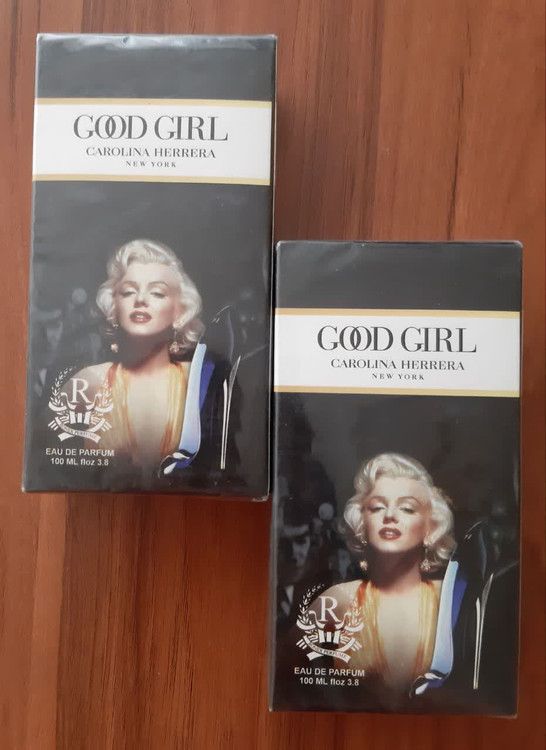 GOOD GIRL
CAROLINA HERRERA
NEW YORK
R
EAU DE PARFUM
100 ML floz 3.8
GOOD GIRL
CAROLINA HERRERA
NEW YORK
R
EAU DE PARFUM
100 ML floz 3.8